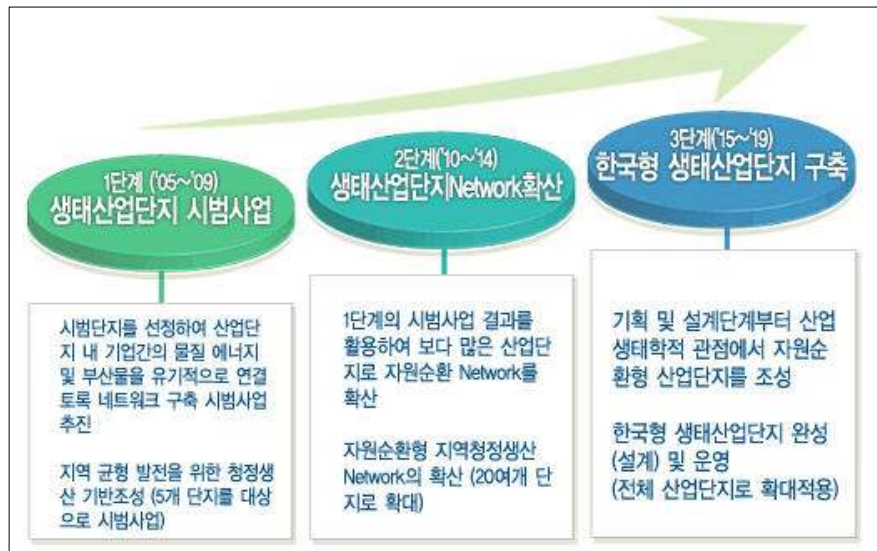 1단계 ('05~'09)
생태산업단지 시범사업
시범단지를 선정하여 산업단
지 내 기업간의 물질 에너지
및 부산물을 유기적으로 연결
토록 네트워크 구축 시범사업
추진
지역 균형 발전을 위한 청정생
산 기반조성 (5개 단지를 대상
으로 시범사업)
2단계('10~'14)
생태산업단지Network확산
1단계의 시범사업 결과를
활용하여 보다 많은 산업단
지로 자원순환 Network를
확산
자원순환형 지역청정생산
Network의 확산 (20여개 단
지로 확대)
3단계('15~'19)
한국형 생태산업단지 구축
기획 및 설계단계부터 산업
생태학적 관점에서 자원순
환형 산업단지를 조성
한국형 생태산업단지 완성
(설계) 및 운영
(전체 산업단지로 확대적용)